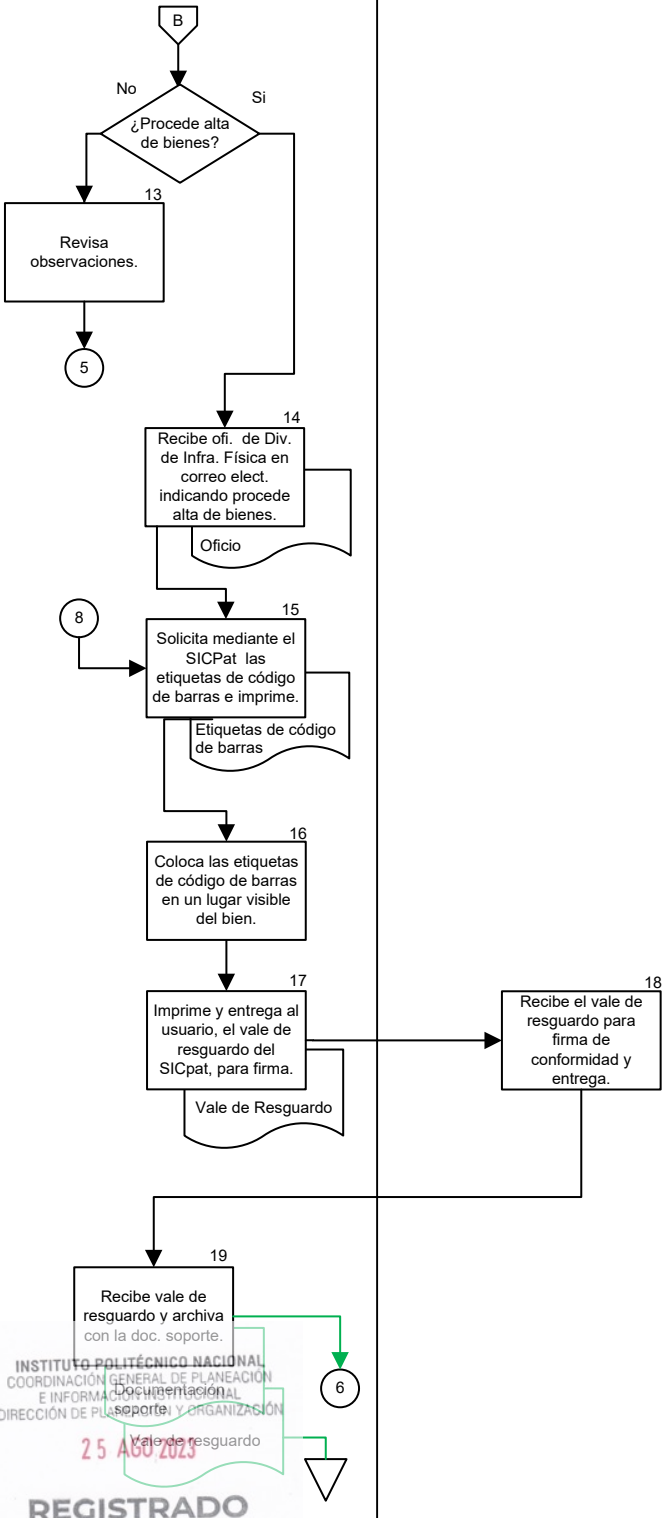 B
No
Si
¿Procede alta
de bienes?
13
Revisa
observaciones.
5
14
Recibe ofi. de Div.
de Infra. Física en
correo elect.
indicando procede
alta de bienes.
Oficio
8
15
Solicita mediante el
SICPat las
etiquetas de código
de barras e imprime.
Etiquetas de código
de barras
16
Coloca las etiquetas
de código de barras
en un lugar visible
del bien.
17
Imprime y entrega al
usuario, el vale de
resguardo del
SICpat, para firma.
Vale de Resguardo
18
Recibe el vale de
resguardo para
firma de
conformidad y
entrega.
19
Recibe vale de
resguardo y archiva
con la doc. soporte.
6
Documentación
soporte
Vale de resguardo
INSTITUTO POLITÉCNICO NACIONAL
COORDINACIÓN GENERAL DE PLANEACIÓN
E INFORMACIÓN INSTITUCIONAL
DIRECCIÓN DE PLANEACIÓN Y ORGANIZACIÓN
25 AGO 2023
REGISTRADO